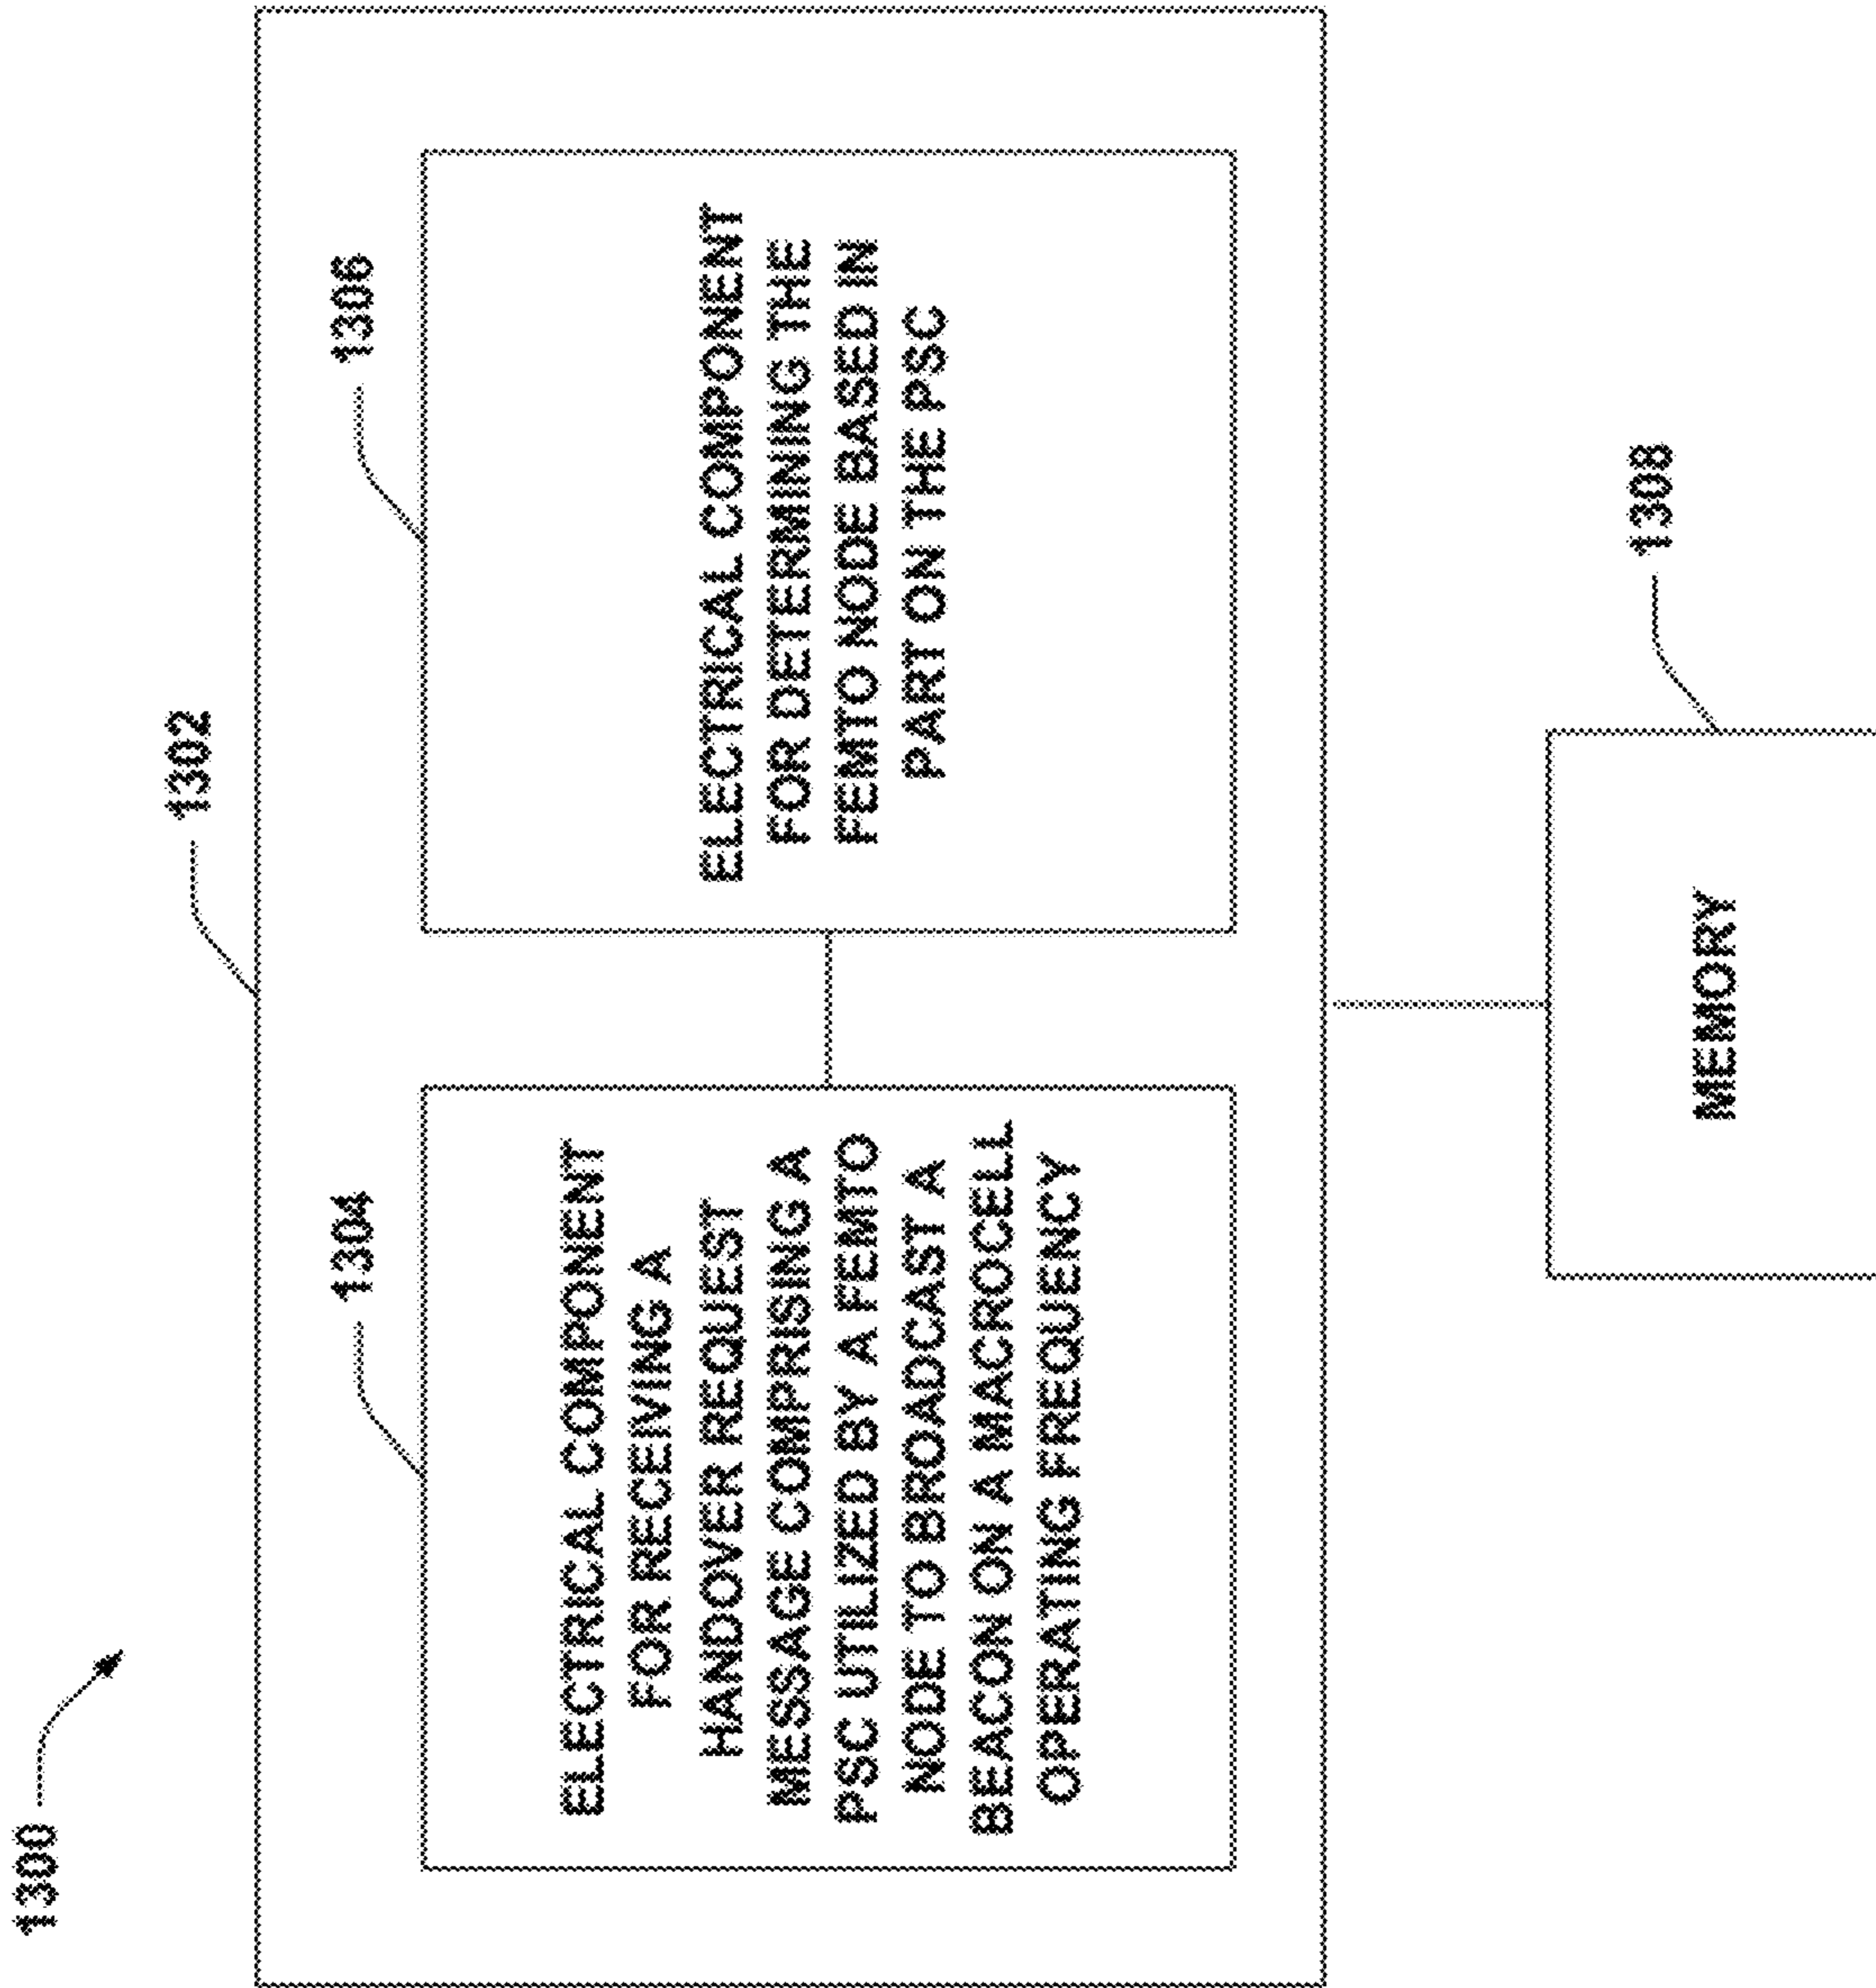 1300
1302
1304
ELECTRICAL COMPONENT
FOR RECEIVING A
HANDOVER REQUEST
MESSAGE COMPRISING A
PSC UTILIZED BY A FEMTO
NODE TO BROADCAST A
BEACON ON A MACROCELL
OPERATING FREQUENCY
1306
ELECTRICAL COMPONENT
FOR DETERMINING THE
FEMTO NODE BASED IN
PART ON THE PSC
1308
MEMORY